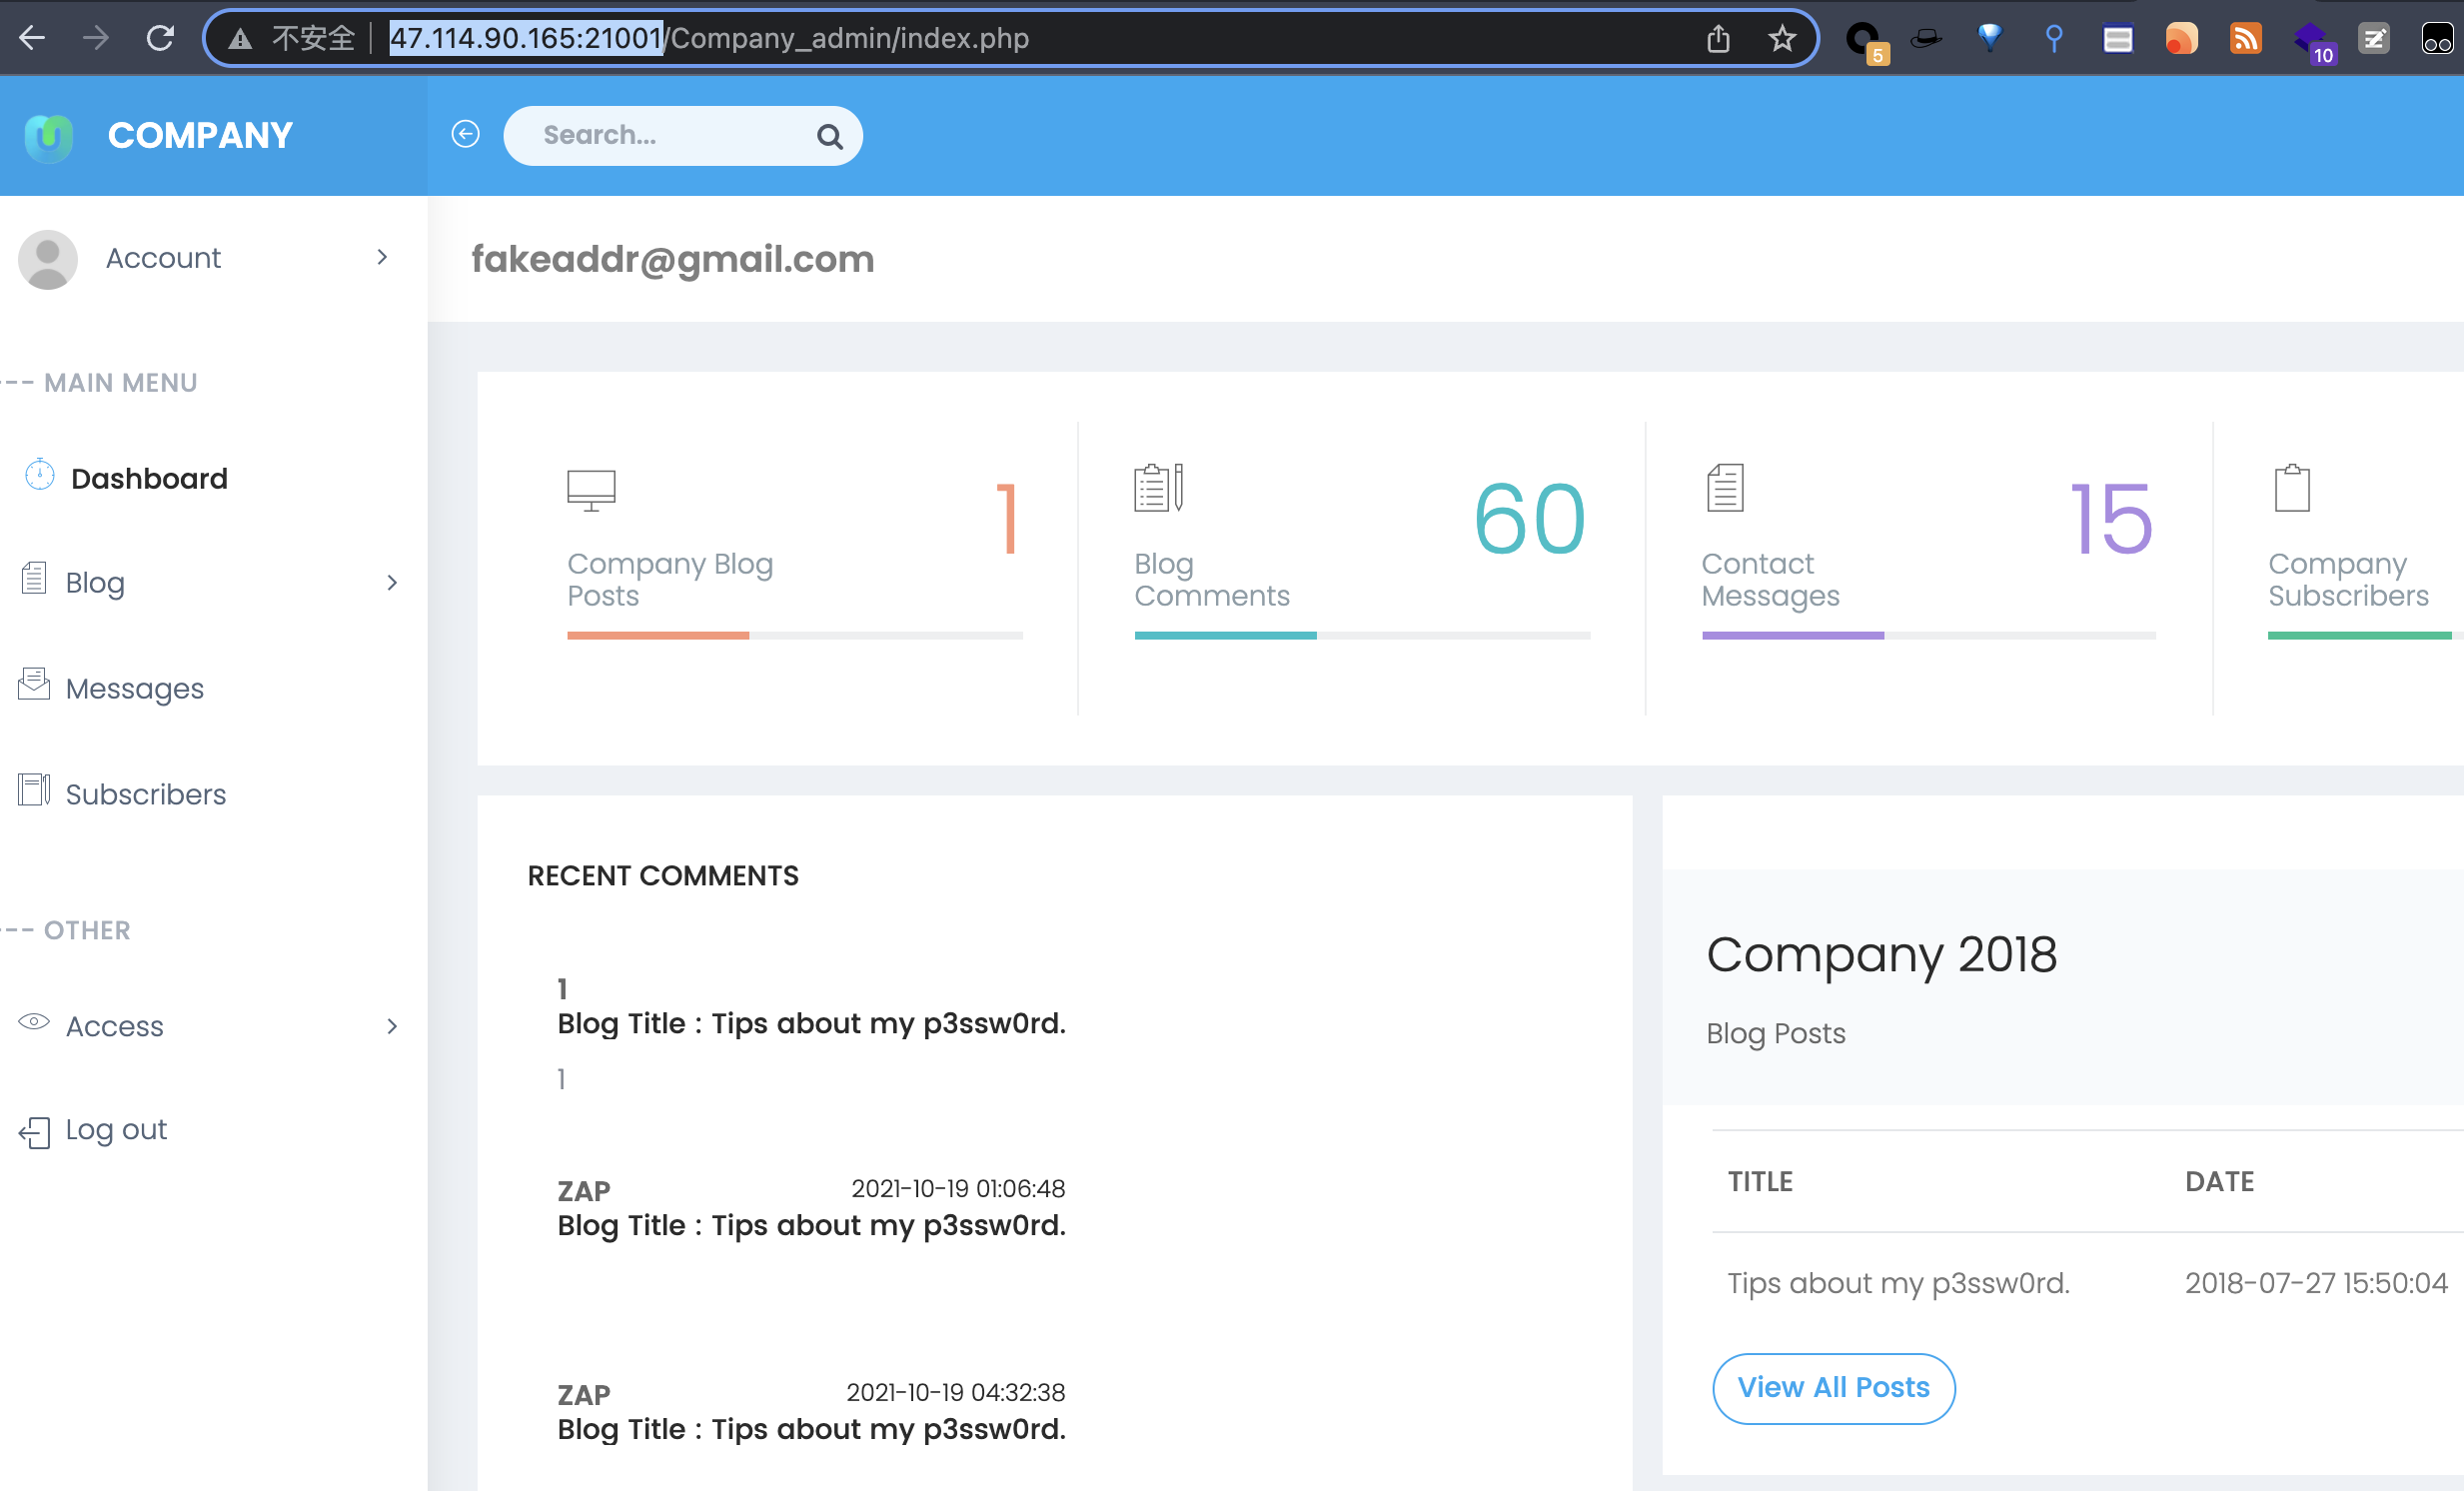 不安全 47.114.90.165:21001/Company_admin/index.php
5
10
COMPANY
Search...
Account
fakeaddr@gmail.com
--- MAIN MENU
Dashboard
Blog
Messages
Subscribers
--- OTHER
Access
Log out
1
Company Blog
Posts
60
Blog
Comments
15
Contact
Messages
Company
Subscribers
RECENT COMMENTS
1
Blog Title : Tips about my p3ssw0rd.
1
ZAP 2021-10-19 01:06:48
Blog Title : Tips about my p3ssw0rd.
ZAP 2021-10-19 04:32:38
Blog Title : Tips about my p3ssw0rd.
Company 2018
Blog Posts
TITLE DATE
Tips about my p3ssw0rd. 2018-07-27 15:50:04
View All Posts